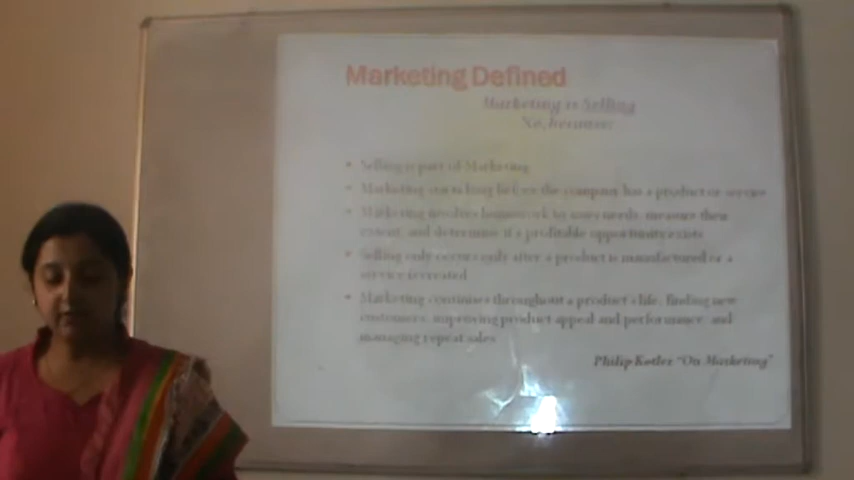 Marketing Defined
Marketing is Selling
No, because:
• Selling is part of Marketing
• Marketing starts long before the company has a product or service
• Marketing involves homework to asses needs, measure their
extent, and determine if a profitable opportunity exists
• Selling only occurs only after a product is manufactured or a
service is created
• Marketing continues throughout a product's life, finding new
customers, improving product appeal and performance, and
managing repeat sales
Philip Kotler "On Marketing"